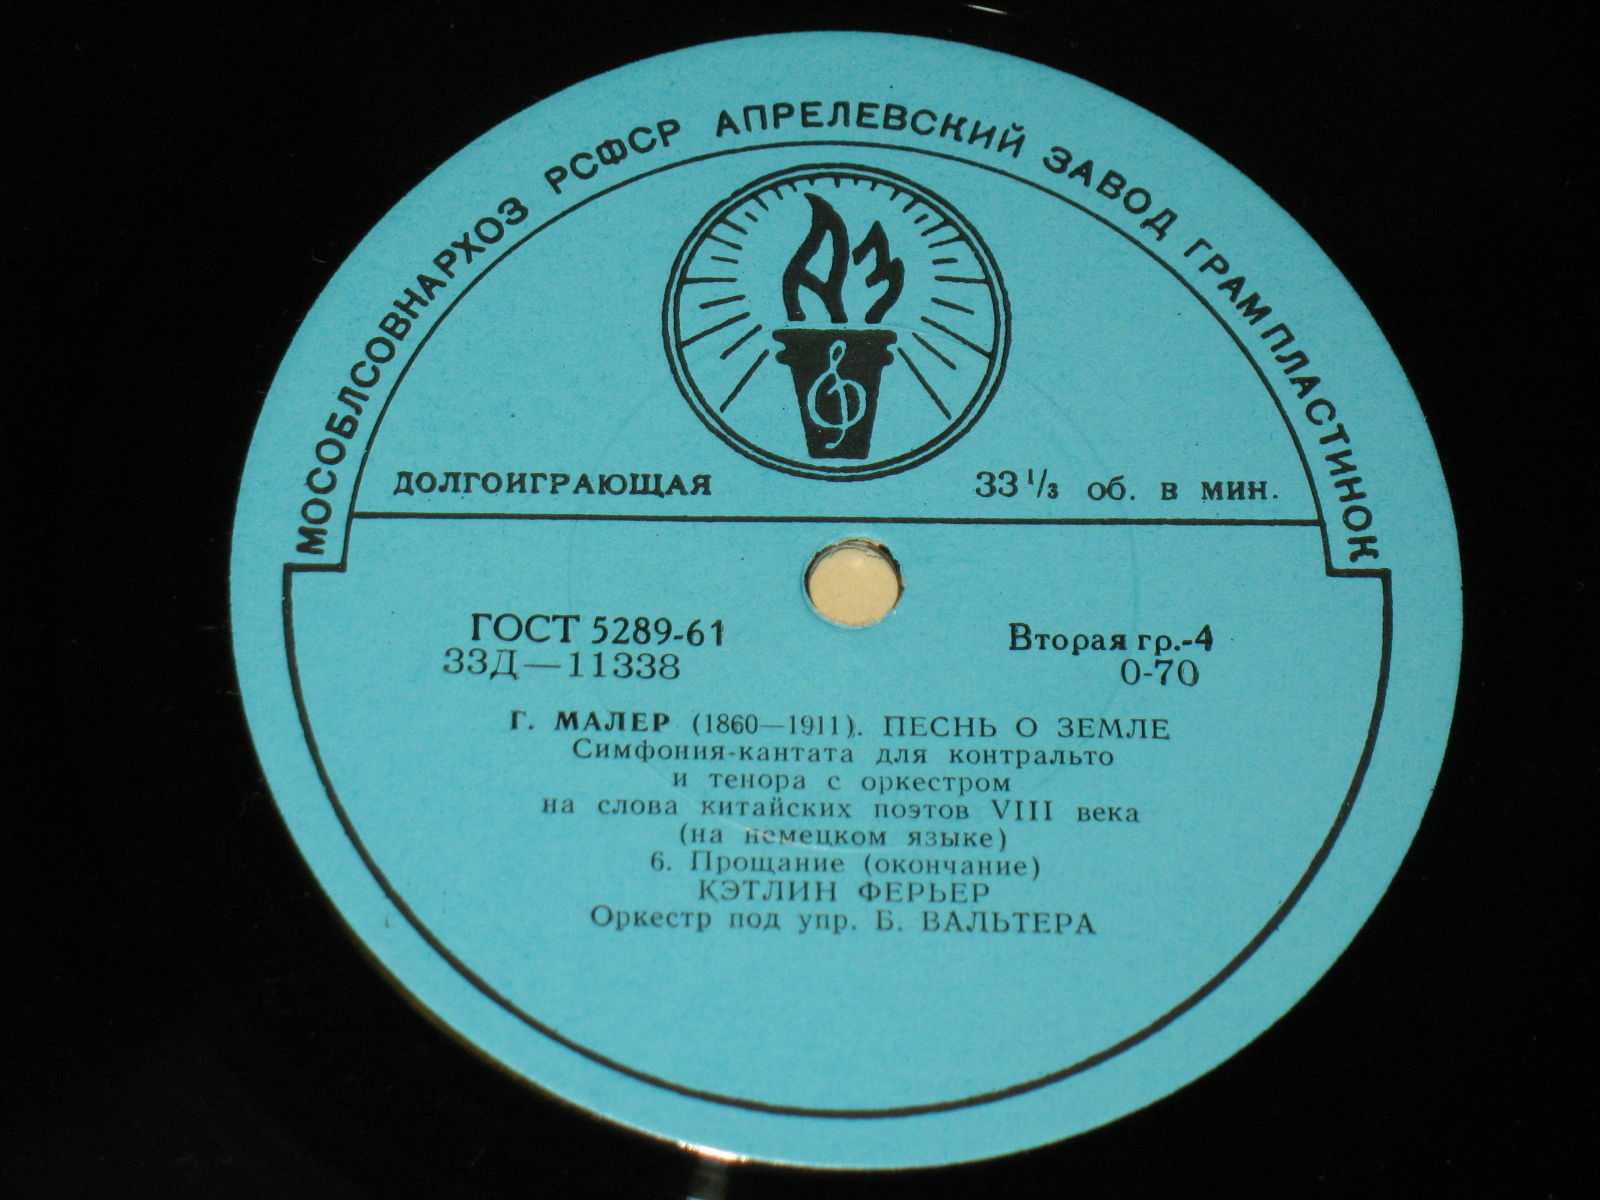 МОСОБЛСОВНАРХОЗ РСФСР АПРЕЛЕВСКИЙ ЗАВОД ГРАМПЛАСТИНОК
АЗ
ДОЛГОИГРАЮЩАЯ 33 1/3 об. в мин.
ГОСТ 5289-61 Вторая гр.-4
33Д—11338 0-70
Г. МАЛЕР (1860—1911). ПЕСНЬ О ЗЕМЛЕ
Симфония-кантата для контральто
и тенора с оркестром
на слова китайских поэтов VIII века
(на немецком языке)
6. Прощание (окончание)
КЭТЛИН ФЕРЬЕР
Оркестр под упр. Б. ВАЛЬТЕРА